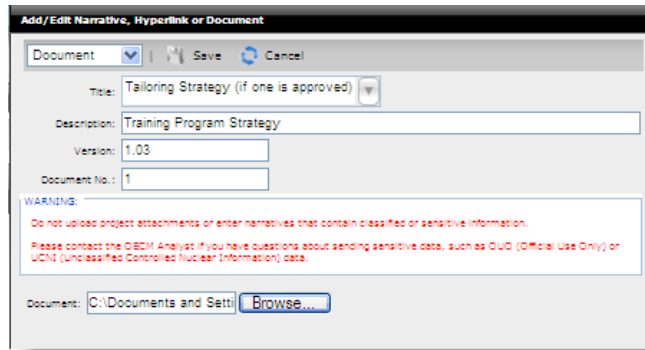 Add/Edit Narrative, Hyperlink or Document
Document | Save Cancel
Title: Tailoring Strategy (if one is approved)
Description: Training Program Strategy
Version: 1.03
Document No.: 1
WARNING:
Do not upload project attachments or enter narratives that contain classified or sensitive information.
Please contact the OECM Analyst if you have questions about sending sensitive data, such as OUO (Official Use Only) or
UCNI (Unclassified Controlled Nuclear Information) data.
Document: C:\Documents and Setti Browse...